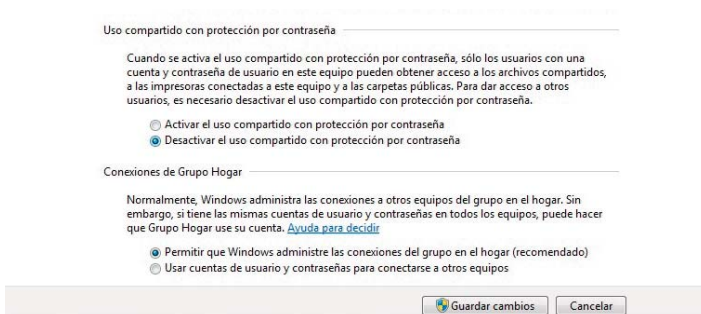 Uso compartido con protección por contraseña
Cuando se activa el uso compartido con protección por contraseña, sólo los usuarios con una
cuenta y contraseña de usuario en este equipo pueden obtener acceso a los archivos compartidos,
a las impresoras conectadas a este equipo y a las carpetas públicas. Para dar acceso a otros
usuarios, es necesario desactivar el uso compartido con protección por contraseña.
Activar el uso compartido con protección por contraseña
Desactivar el uso compartido con protección por contraseña
Conexiones de Grupo Hogar
Normalmente, Windows administra las conexiones a otros equipos del grupo en el hogar. Sin
embargo, si tiene las mismas cuentas de usuario y contraseñas en todos los equipos, puede hacer
que Grupo Hogar use su cuenta. Ayuda para decidir
Permitir que Windows administre las conexiones del grupo en el hogar (recomendado)
Usar cuentas de usuario y contraseñas para conectarse a otros equipos
Guardar cambios Cancelar